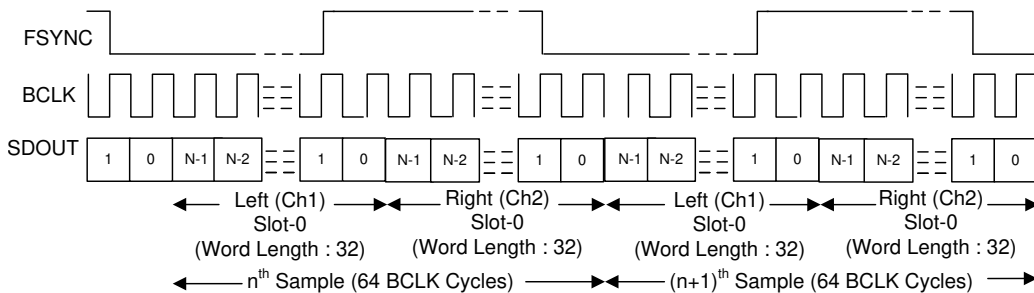 FSYNC
BCLK
SDOUT
1 0 N-1 N-2 1 0 N-1 N-2 1 0 N-1 N-2 1 0 N-1 N-2 1 0
Left (Ch1) Right (Ch2) Left (Ch1) Right (Ch2)
Slot-0 Slot-0 Slot-0 Slot-0
(Word Length : 32) (Word Length : 32) (Word Length : 32) (Word Length : 32)
nth Sample (64 BCLK Cycles) (n+1)th Sample (64 BCLK Cycles)